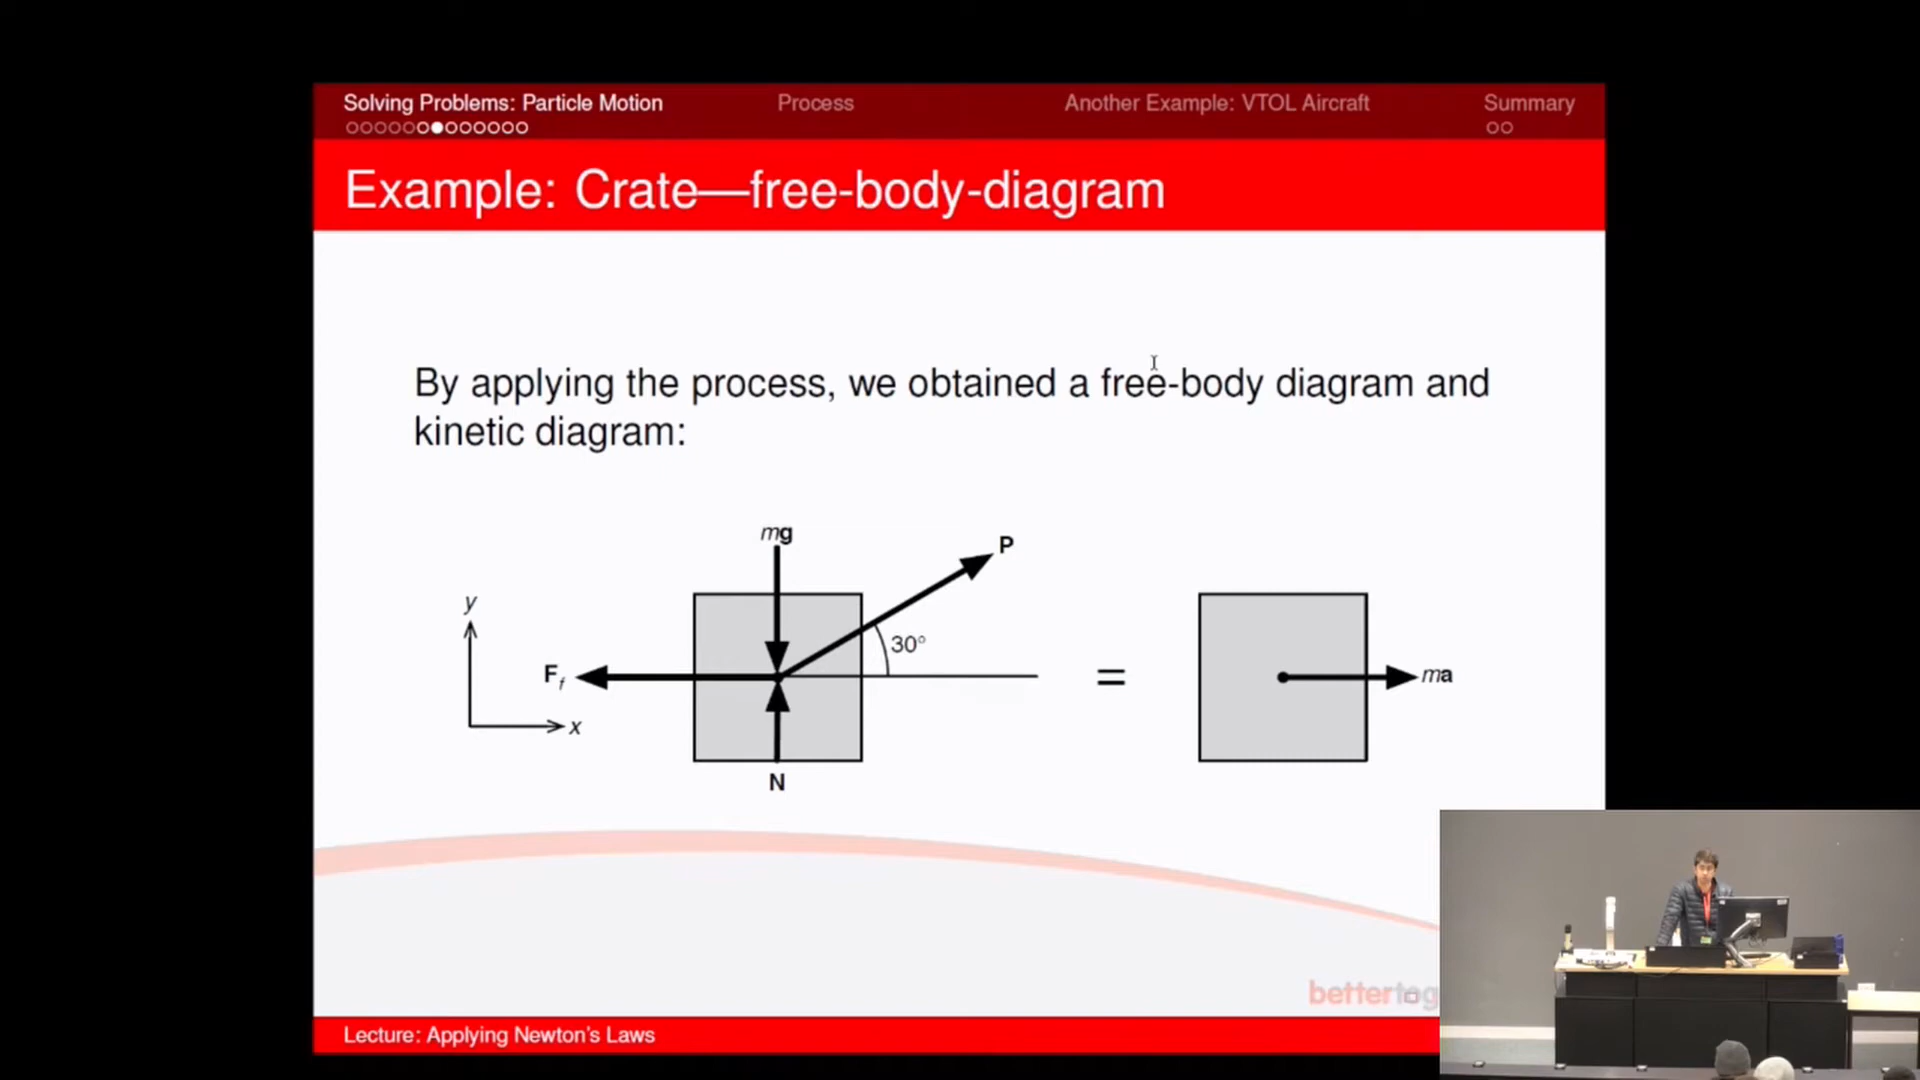 Solving Problems: Particle Motion
Process
Another Example: VTOL Aircraft
Summary
Example: Crate—free-body-diagram
By applying the process, we obtained a free-body diagram and
kinetic diagram:
mg
P
y
30°
F_f
=
ma
x
N
bettertog
Lecture: Applying Newton's Laws